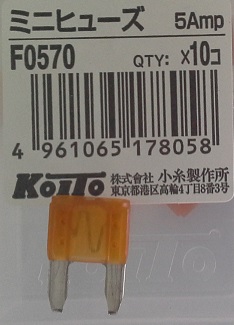 ミニヒューズ 5Amp
F0570 QTY: X10コ
4 961065 178058
KOITO 株式会社 小糸製作所
東京都港区高輪4丁目8番3号